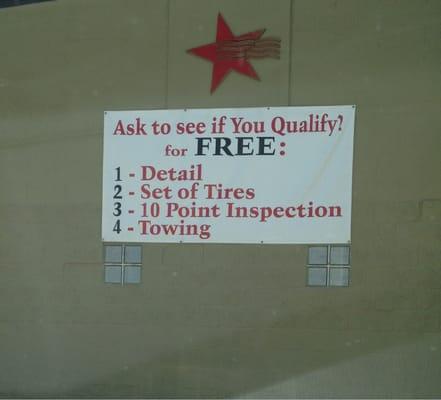 Ask to see if You Qualify?
for FREE:
1 - Detail
2 - Set of Tires
3 - 10 Point Inspection
4 - Towing